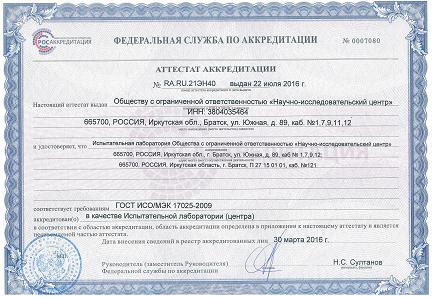 РОСАККРЕДИТАЦИЯ
ФЕДЕРАЛЬНАЯ СЛУЖБА ПО АККРЕДИТАЦИИ
№ 0007080
АТТЕСТАТ АККРЕДИТАЦИИ
№ RA.RU.21ЭН40 выдан 22 июля 2016 г.
Настоящий аттестат выдан Обществу с ограниченной ответственностью «Научно-исследовательский центр»
ИНН: 3804035464
665700, РОССИЯ, Иркутская обл., Братск, ул. Южная, д. 89, каб. №1,7,9,11,12
и удостоверяет, что Испытательная лаборатория Общества с ограниченной ответственностью «Научно-исследовательский центр»
665700, РОССИЯ, Иркутская обл., г. Братск, ул. Южная, д. 89, каб № 1,7,9,12;
665700, РОССИЯ, Иркутская область, г. Братск, П 27 15 01 01, каб. №121
соответствует требованиям ГОСТ ИСО/МЭК 17025-2009
аккредитован(о) в качестве Испытательной лаборатории (центра)
в соответствии с областью аккредитации, область аккредитации определена в приложении к настоящему аттестату и является
неотъемлемой частью аттестата.
Дата внесения сведений в реестр аккредитованных лиц 30 марта 2016 г.
М.П.
Руководитель (заместитель Руководителя)
Федеральной службы по аккредитации
Н.С. Султанов